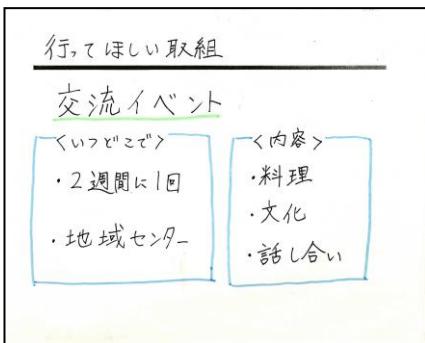 行ってほしい取組
交流イベント
<いつどこで>
・2週間に1回
・地域センター
<内容>
・料理
・文化
・話し合い